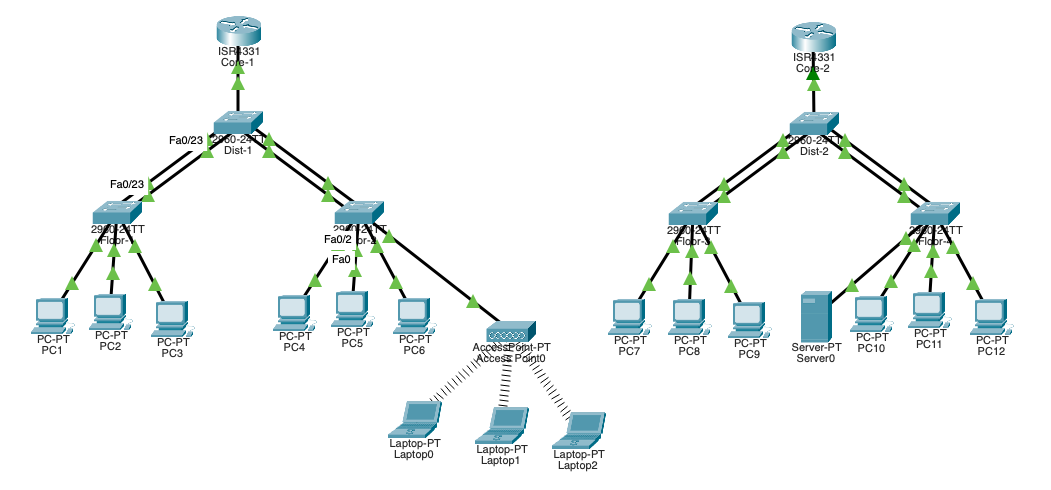 ISR4331
Core-1
ISR4331
Core-2
2960-24TT
Dist-1
2960-24TT
Dist-2
Fa0/23
Fa0/23
2960-24TT
Floor-1
2960-24TT
Floor-2
2960-24TT
Floor-3
2960-24TT
Floor-4
Fa0/2
Fa0
PC-PT
PC1
PC-PT
PC2
PC-PT
PC3
PC-PT
PC4
PC-PT
PC5
PC-PT
PC6
AccessPoint-PT
Access Point0
PC-PT
PC7
PC-PT
PC8
PC-PT
PC9
Server-PT
Server0
PC-PT
PC10
PC-PT
PC11
PC-PT
PC12
Laptop-PT
Laptop0
Laptop-PT
Laptop1
Laptop-PT
Laptop2